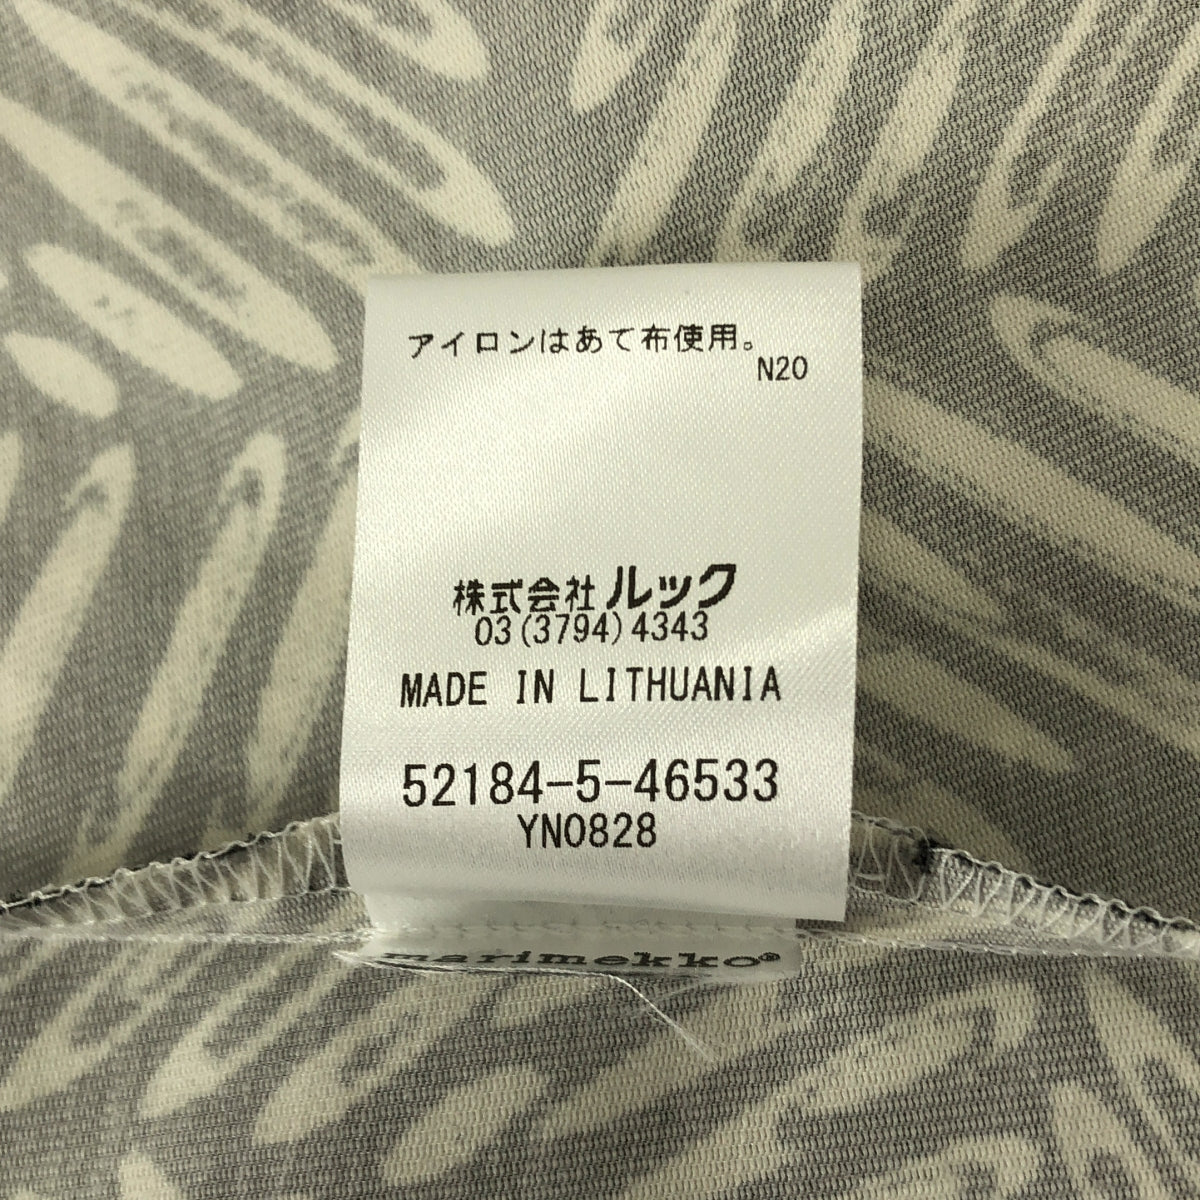 アイロンはあて布使用。
N20
株式会社ルック
03(3794)4343
MADE IN LITHUANIA
52184-5-46533
YN0828
marimekko®